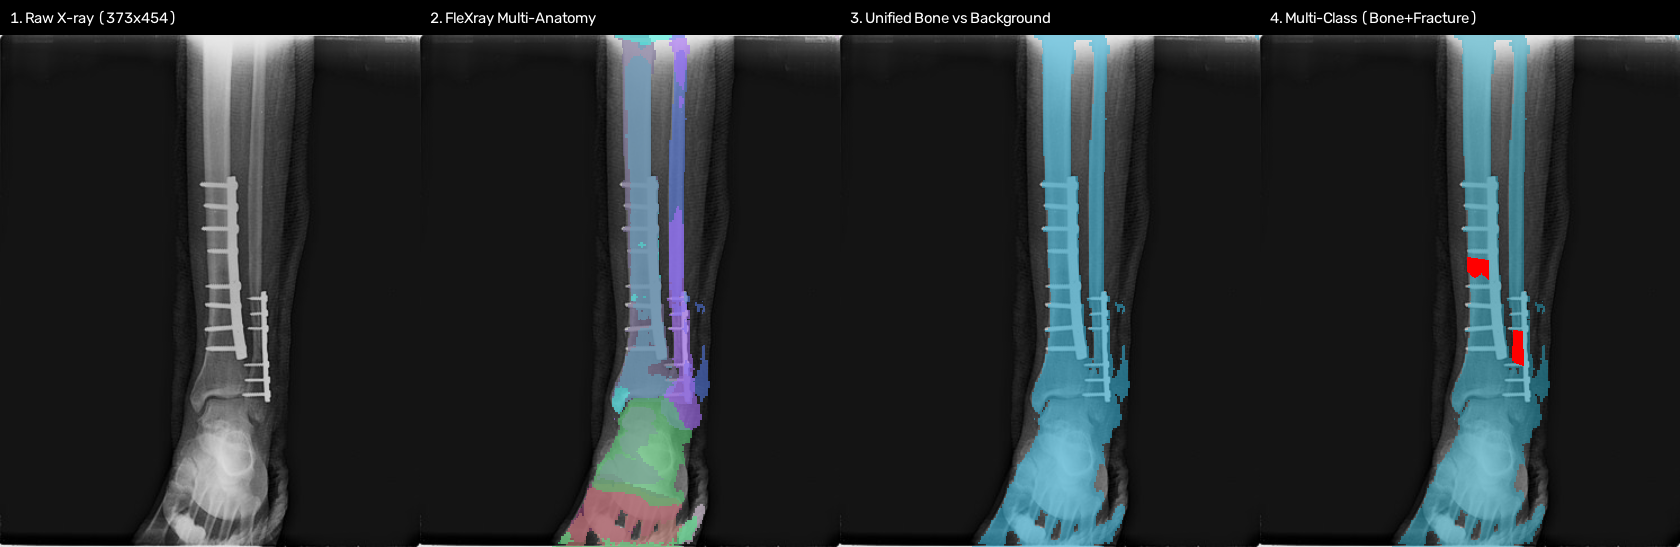 1. Raw X-ray (373x454)
2. FleXray Multi-Anatomy
3. Unified Bone vs Background
4. Multi-Class (Bone+Fracture)